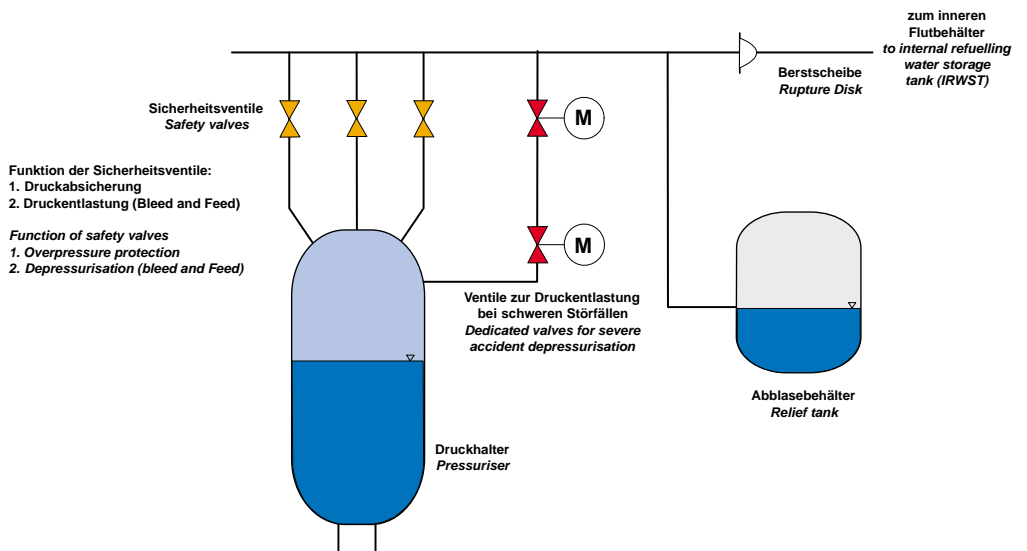 zum inneren
Flutbehälter
to internal refuelling
water storage
tank (IRWST)
Berstscheibe
Rupture Disk
Sicherheitsventile
Safety valves
M
Funktion der Sicherheitsventile:
1. Druckabsicherung
2. Druckentlastung (Bleed and Feed)
Function of safety valves
1. Overpressure protection
2. Depressurisation (bleed and Feed)
M
Ventile zur Druckentlastung
bei schweren Störfällen
Dedicated valves for severe
accident depressurisation
Abblasebehälter
Relief tank
Druckhalter
Pressuriser